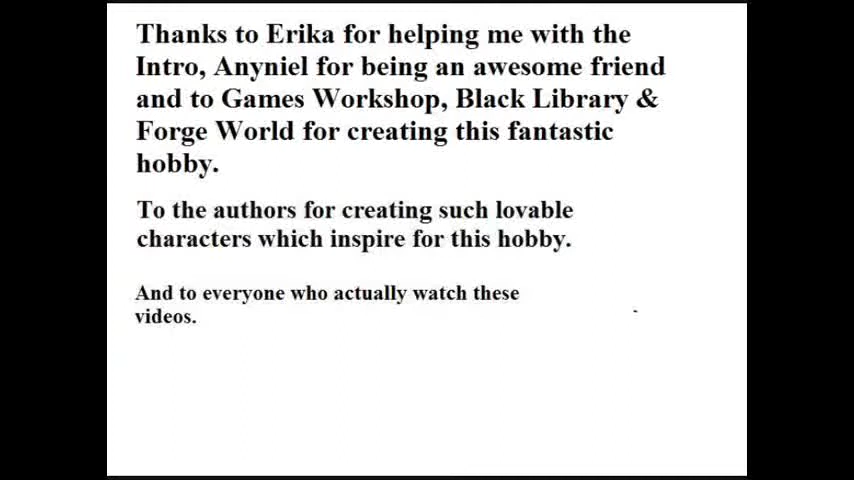 Thanks to Erika for helping me with the
Intro, Anyniel for being an awesome friend
and to Games Workshop, Black Library &
Forge World for creating this fantastic
hobby.
To the authors for creating such lovable
characters which inspire for this hobby.
And to everyone who actually watch these
videos.